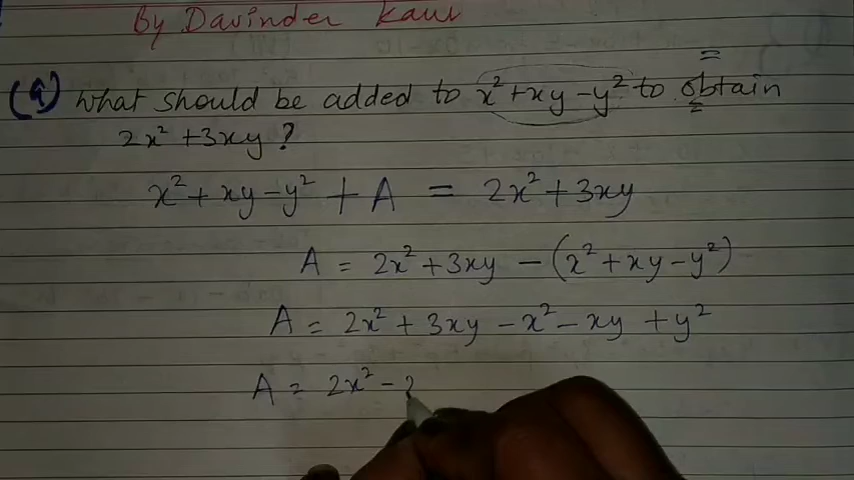 By Davinder Kaur
(Q) What should be added to x² + xy - y² to obtain
2x² + 3xy ?
x² + xy - y² + A = 2x² + 3xy
A = 2x² + 3xy - (x² + xy - y²)
A = 2x² + 3xy - x² - xy + y²
A = 2x² -